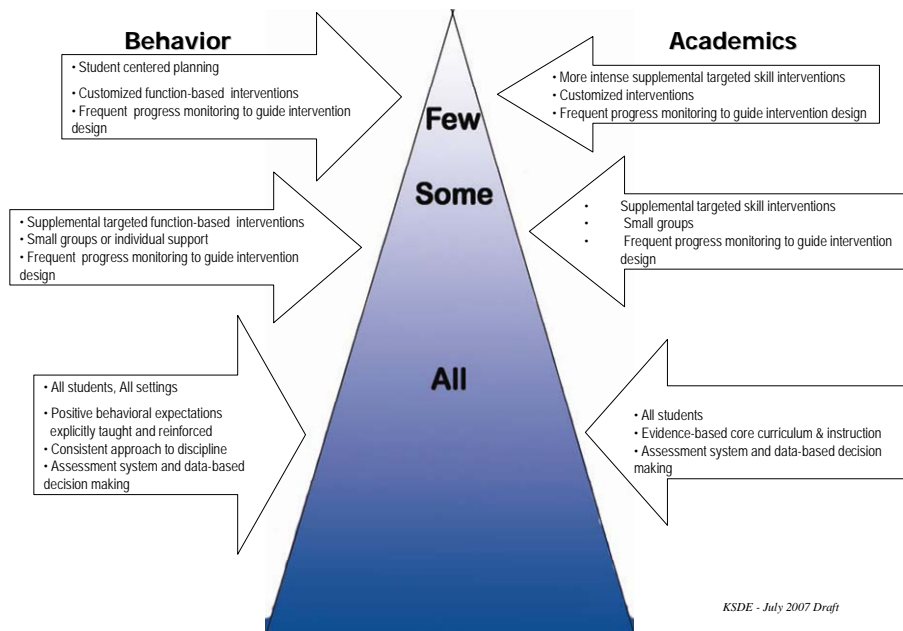 Behavior
• Student centered planning
• Customized function-based interventions
• Frequent progress monitoring to guide intervention
design
Academics
• More intense supplemental targeted skill interventions
• Customized interventions
• Frequent progress monitoring to guide intervention design
Few
Some
• Supplemental targeted function-based interventions
• Small groups or individual support
• Frequent progress monitoring to guide intervention
design
• Supplemental targeted skill interventions
• Small groups
• Frequent progress monitoring to guide intervention
design
All
• All students, All settings
• Positive behavioral expectations
explicitly taught and reinforced
• Consistent approach to discipline
• Assessment system and data-based
decision making
• All students
• Evidence-based core curriculum & instruction
• Assessment system and data-based decision
making
KSDE - July 2007 Draft